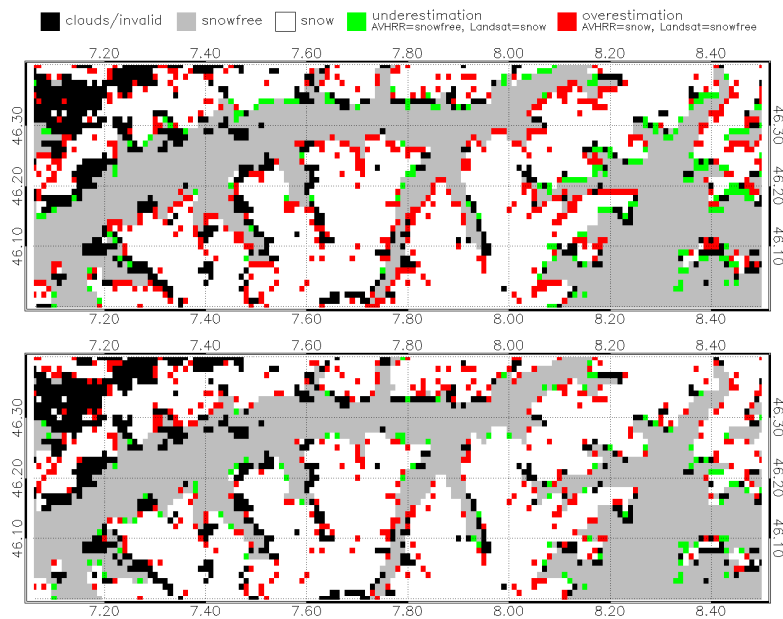 clouds/invalid snowfree snow underestimation overestimation
AVHRR=snowfree, Landsat=snow AVHRR=snow, Landsat=snowfree
7.20 7.40 7.60 7.80 8.00 8.20 8.40
46.30 46.30
46.20 46.20
46.10 46.10
7.20 7.40 7.60 7.80 8.00 8.20 8.40
7.20 7.40 7.60 7.80 8.00 8.20 8.40
46.30 46.30
46.20 46.20
46.10 46.10
7.20 7.40 7.60 7.80 8.00 8.20 8.40